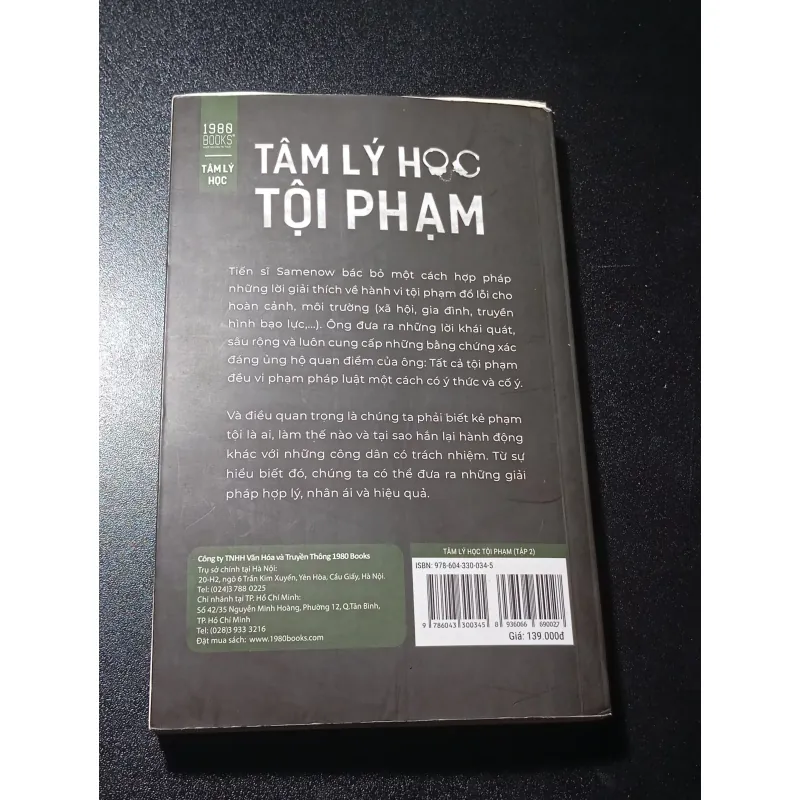 1980
BOOKS
TÂM LÝ
HỌC
TÂM LÝ HỌC
TỘI PHẠM
Tiến sĩ Samenow bác bỏ một cách hợp pháp
những lời giải thích về hành vi tội phạm đổ lỗi cho
hoàn cảnh, môi trường (xã hội, gia đình, truyền
hình bạo lực,...). Ông đưa ra những lời khái quát,
sâu rộng và luôn cung cấp những bằng chứng xác
đáng ủng hộ quan điểm của ông: Tất cả tội phạm
đều vi phạm pháp luật một cách có ý thức và cố ý.
Và điều quan trọng là chúng ta phải biết kẻ phạm
tội là ai, làm thế nào và tại sao hắn lại hành động
khác với những công dân có trách nhiệm. Từ sự
hiểu biết đó, chúng ta có thể đưa ra những giải
pháp hợp lý, nhân ái và hiệu quả.
Công ty TNHH Văn Hóa và Truyền Thông 1980 Books
Trụ sở chính tại Hà Nội:
20-H2, ngõ 6 Trần Kim Xuyến, Yên Hòa, Cầu Giấy, Hà Nội.
Tel: (024)3 788 0225
Chi nhánh tại TP. Hồ Chí Minh:
Số 42/35 Nguyễn Minh Hoàng, Phường 12, Q.Tân Bình,
TP. Hồ Chí Minh
Tel: (028)3 933 3216
Đặt mua sách: www.1980books.com
TÂM LÝ HỌC TỘI PHẠM (TẬP 2)
ISBN: 978-604-330-034-5
9 786043 300345
8 936066 690027
Giá: 139.000đ